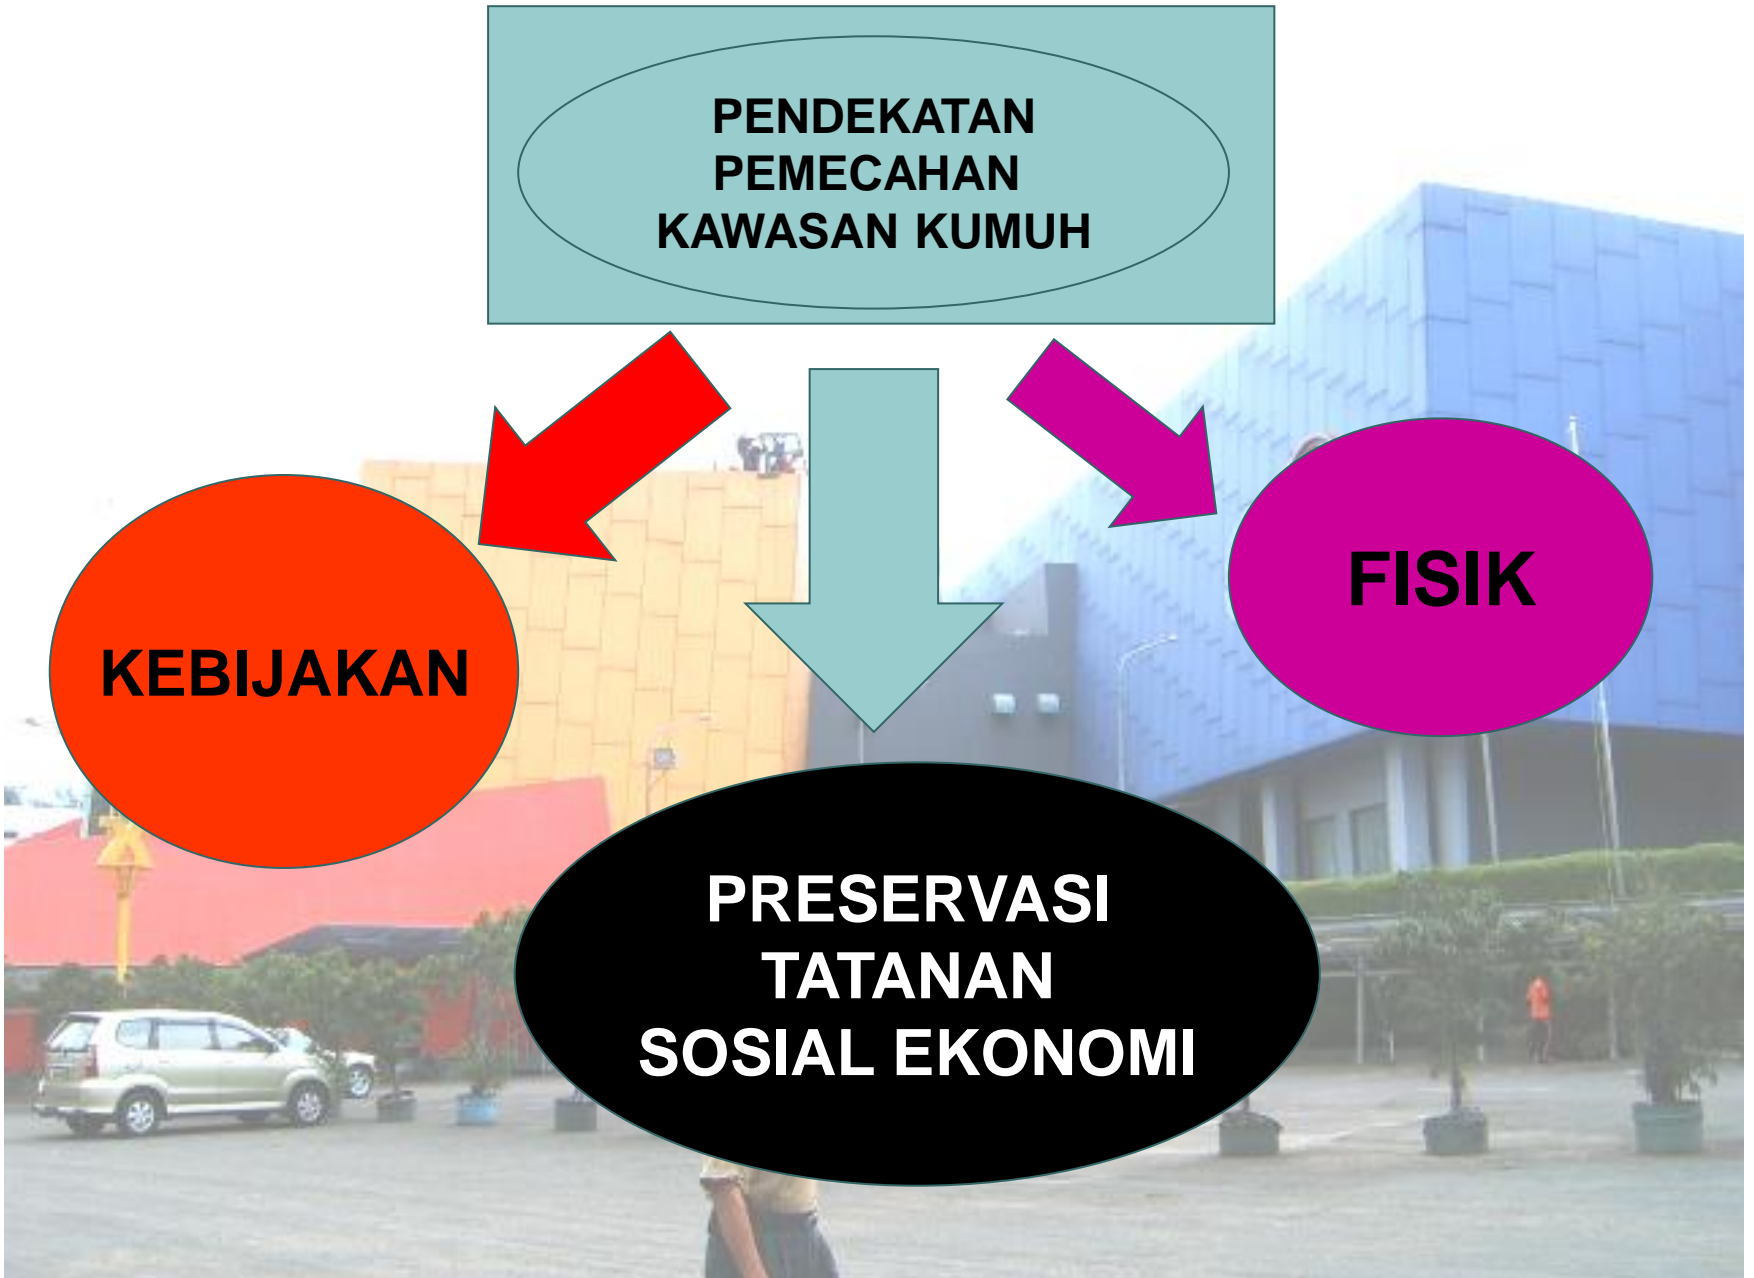 PENDEKATAN
PEMECAHAN
KAWASAN KUMUH
FISIK
KEBIJAKAN
PRESERVASI
TATANAN
SOSIAL EKONOMI